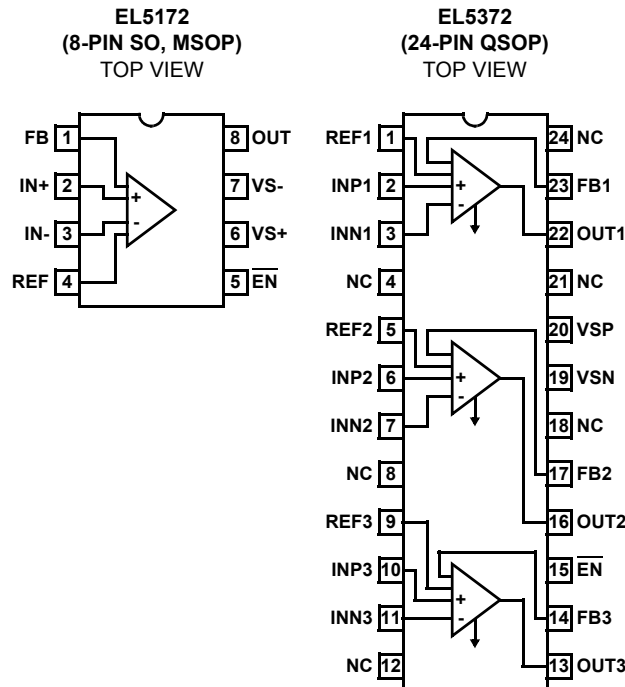 EL5172
(8-PIN SO, MSOP)
TOP VIEW
FB 1
8 OUT
IN+ 2
7 VS-
IN- 3
6 VS+
REF 4
5 EN
+
-
EL5372
(24-PIN QSOP)
TOP VIEW
REF1 1
24 NC
INP1 2
+
23 FB1
INN1 3
-
22 OUT1
NC 4
21 NC
REF2 5
20 VSP
INP2 6
+
19 VSN
INN2 7
-
18 NC
NC 8
17 FB2
REF3 9
16 OUT2
INP3 10
15 EN
INN3 11
+
-
14 FB3
NC 12
13 OUT3